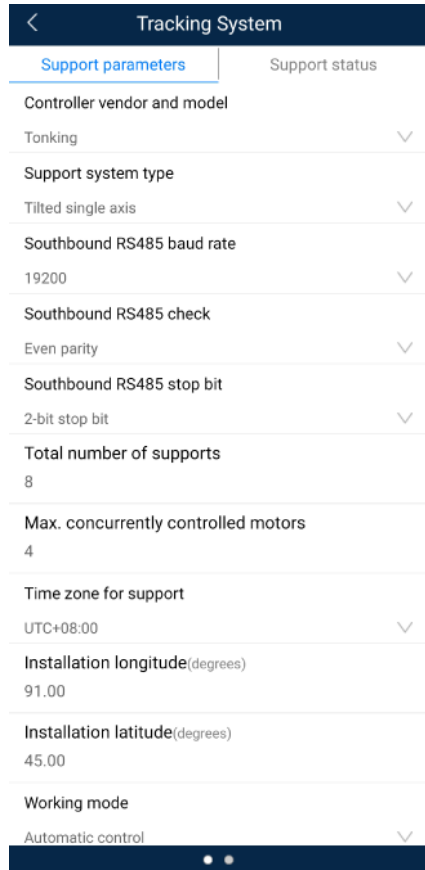 Tracking System
Support parameters
Support status
Controller vendor and model
Tonking
Support system type
Tilted single axis
Southbound RS485 baud rate
19200
Southbound RS485 check
Even parity
Southbound RS485 stop bit
2-bit stop bit
Total number of supports
8
Max. concurrently controlled motors
4
Time zone for support
UTC+08:00
Installation longitude(degrees)
91.00
Installation latitude(degrees)
45.00
Working mode
Automatic control